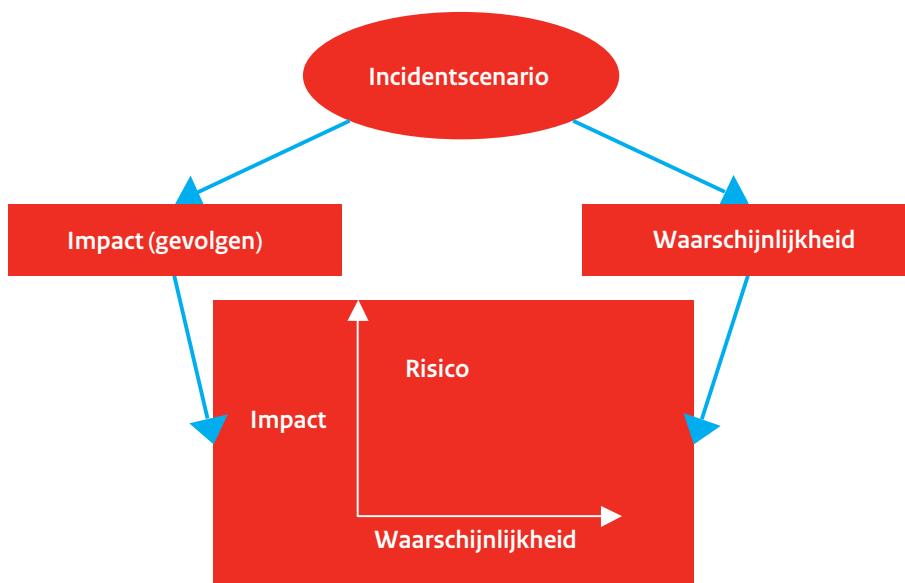 Incidentscenario
Impact (gevolgen)
Waarschijnlijkheid
Risico
Impact
Waarschijnlijkheid